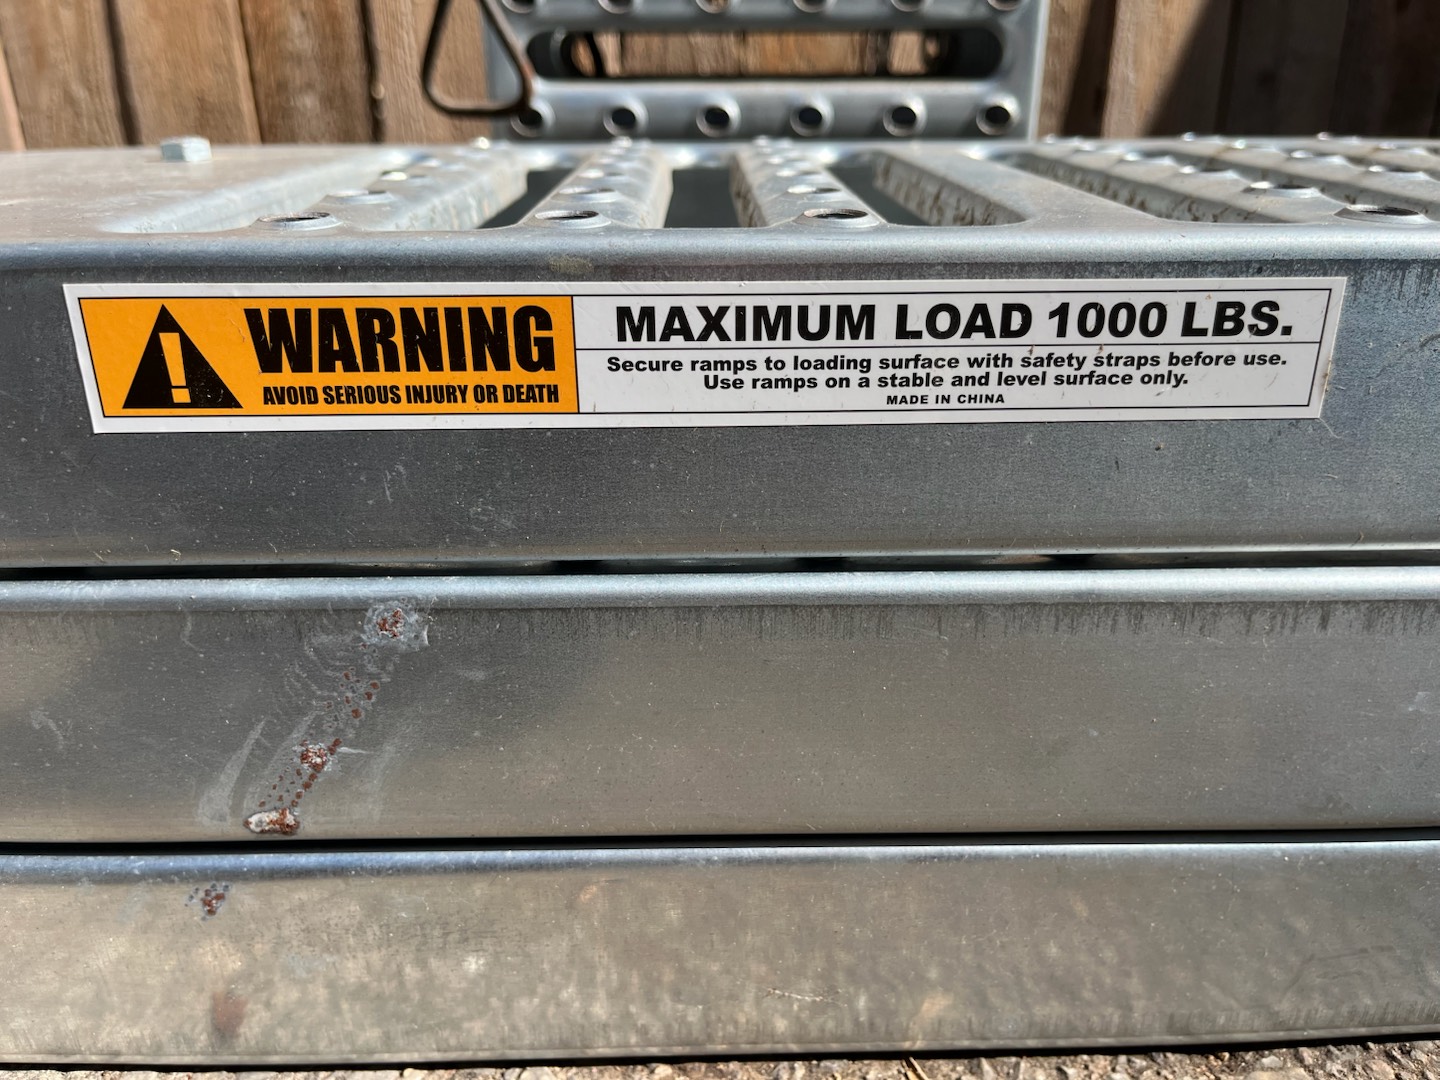 WARNING
AVOID SERIOUS INJURY OR DEATH
MAXIMUM LOAD 1000 LBS.
Secure ramps to loading surface with safety straps before use.
Use ramps on a stable and level surface only.
MADE IN CHINA